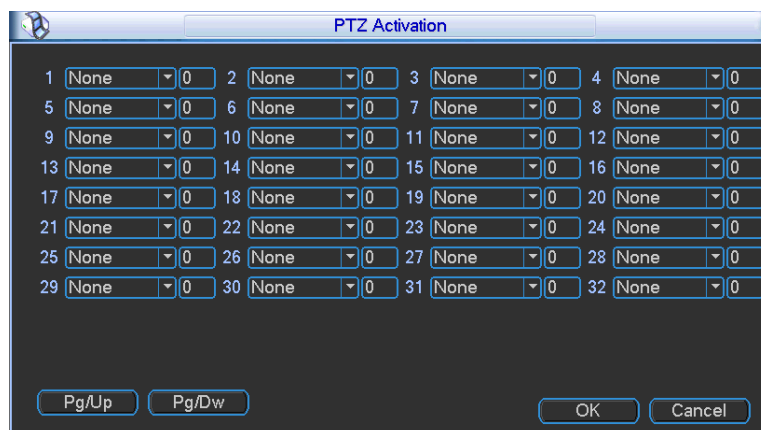 PTZ Activation
1 None 0 2 None 0 3 None 0 4 None 0
5 None 0 6 None 0 7 None 0 8 None 0
9 None 0 10 None 0 11 None 0 12 None 0
13 None 0 14 None 0 15 None 0 16 None 0
17 None 0 18 None 0 19 None 0 20 None 0
21 None 0 22 None 0 23 None 0 24 None 0
25 None 0 26 None 0 27 None 0 28 None 0
29 None 0 30 None 0 31 None 0 32 None 0
Pg/Up Pg/Dw OK Cancel